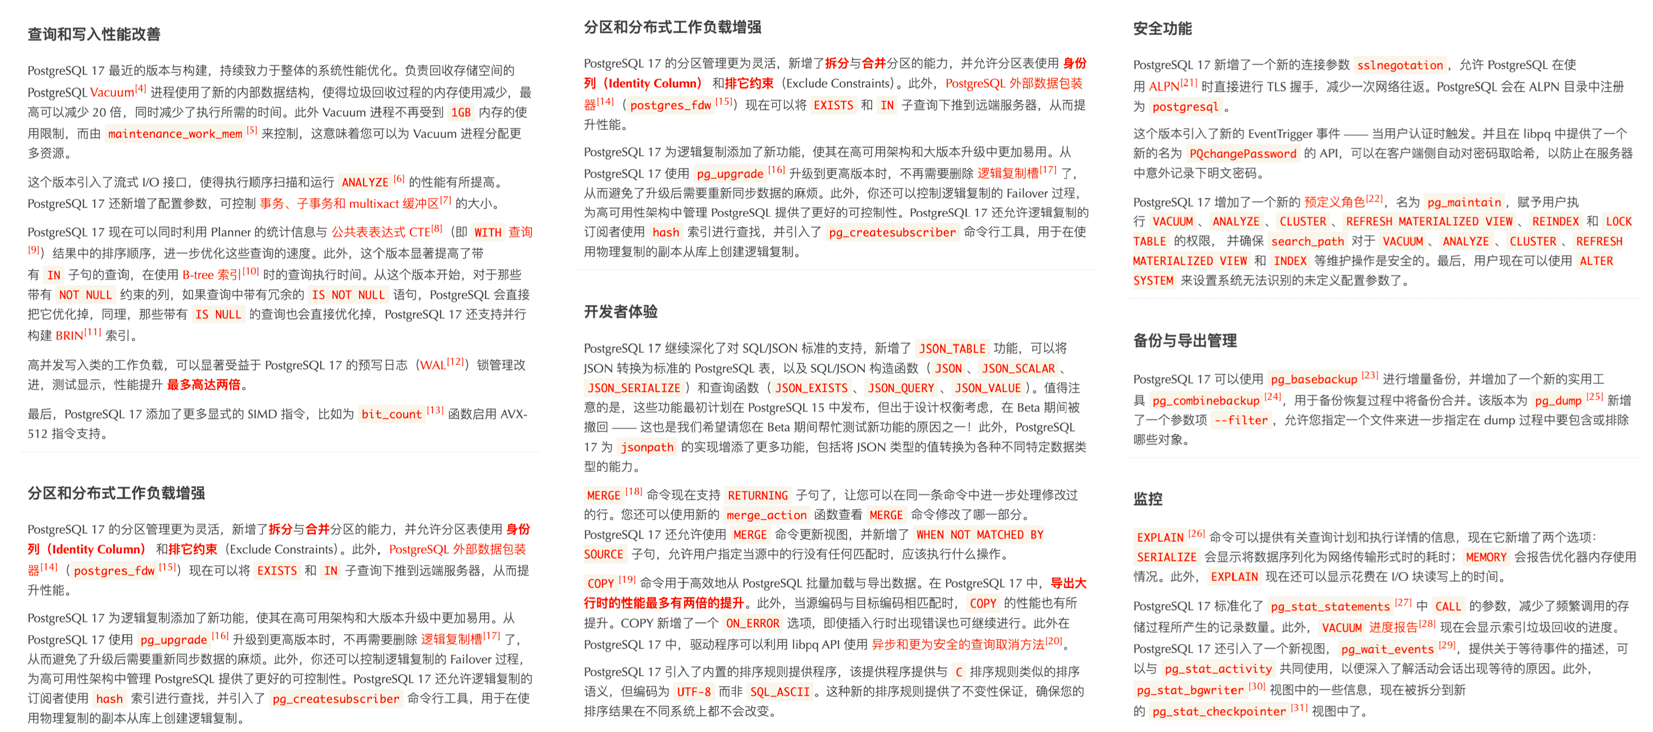 查询和写入性能改善
PostgreSQL 17 最近的版本与构建，持续致力于整体的系统性能优化。负责回收存储空间的
PostgreSQL Vacuum[4] 进程使用了新的内部数据结构，使得垃圾回收过程的内存使用减少，最
高可以减少 20 倍，同时减少了执行所需的时间。此外 Vacuum 进程不再受到 1GB 内存的使
用限制，而由 maintenance_work_mem [5] 来控制，这意味着您可以为 Vacuum 进程分配更
多资源。
这个版本引入了流式 I/O 接口，使得执行顺序扫描和运行 ANALYZE [6] 的性能有所提高。
PostgreSQL 17 还新增了配置参数，可控制 事务、子事务和 multixact 缓冲区[7] 的大小。
PostgreSQL 17 现在可以同时利用 Planner 的统计信息与 公共表表达式 CTE[8]（即 WITH 查询
[9]）结果中的排序顺序，进一步优化这些查询的速度。此外，这个版本显著提高了带
有 IN 子句的查询，在使用 B-tree 索引[10] 时的查询执行时间。从这个版本开始，对于那些
带有 NOT NULL 约束的列，如果查询中带有冗余的 IS NOT NULL 语句，PostgreSQL 会直接
把它优化掉，同理，那些带有 IS NULL 的查询也会直接优化掉，PostgreSQL 17 还支持并行
构建 BRIN[11] 索引。
高并发写入类的工作负载，可以显著受益于 PostgreSQL 17 的预写日志（WAL[12]）锁管理改
进，测试显示，性能提升 最多高达两倍。
最后，PostgreSQL 17 添加了更多显式的 SIMD 指令，比如为 bit_count [13] 函数启用 AVX-
512 指令支持。
分区和分布式工作负载增强
PostgreSQL 17 的分区管理更为灵活，新增了拆分与合并分区的能力，并允许分区表使用 身份
列（Identity Column） 和排它约束（Exclude Constraints）。此外，PostgreSQL 外部数据包装
器[14]（ postgres_fdw [15]）现在可以将 EXISTS 和 IN 子查询下推到远端服务器，从而提
升性能。
PostgreSQL 17 为逻辑复制添加了新功能，使其在高可用架构和大版本升级中更加易用。从
PostgreSQL 17 使用 pg_upgrade [16] 升级到更高版本时，不再需要删除 逻辑复制槽[17] 了，
从而避免了升级后需要重新同步数据的麻烦。此外，你还可以控制逻辑复制的 Failover 过程，
为高可用性架构中管理 PostgreSQL 提供了更好的可控制性。PostgreSQL 17 还允许逻辑复制的
订阅者使用 hash 索引进行查找，并引入了 pg_createsubscriber 命令行工具，用于在使
用物理复制的副本从库上创建逻辑复制。
分区和分布式工作负载增强
PostgreSQL 17 的分区管理更为灵活，新增了拆分与合并分区的能力，并允许分区表使用 身份
列（Identity Column） 和排它约束（Exclude Constraints）。此外，PostgreSQL 外部数据包装
器[14]（ postgres_fdw [15]）现在可以将 EXISTS 和 IN 子查询下推到远端服务器，从而提
升性能。
PostgreSQL 17 为逻辑复制添加了新功能，使其在高可用架构和大版本升级中更加易用。从
PostgreSQL 17 使用 pg_upgrade [16] 升级到更高版本时，不再需要删除 逻辑复制槽[17] 了，
从而避免了升级后需要重新同步数据的麻烦。此外，你还可以控制逻辑复制的 Failover 过程，
为高可用性架构中管理 PostgreSQL 提供了更好的可控制性。PostgreSQL 17 还允许逻辑复制的
订阅者使用 hash 索引进行查找，并引入了 pg_createsubscriber 命令行工具，用于在使
用物理复制的副本从库上创建逻辑复制。
开发者体验
PostgreSQL 17 继续深化了对 SQL/JSON 标准的支持，新增了 JSON_TABLE 功能，可以将
JSON 转换为标准的 PostgreSQL 表，以及 SQL/JSON 构造函数（ JSON 、 JSON_SCALAR 、
JSON_SERIALIZE ）和查询函数（ JSON_EXISTS 、 JSON_QUERY 、 JSON_VALUE ）。值得注
意的是，这些功能最初计划在 PostgreSQL 15 中发布，但出于设计权衡考虑，在 Beta 期间被
撤回 —— 这也是我们希望请您在 Beta 期间帮忙测试新功能的原因之一！此外，PostgreSQL
17 为 jsonpath 的实现增添了更多功能，包括将 JSON 类型的值转换为各种不同特定数据类
型的能力。
MERGE [18] 命令现在支持 RETURNING 子句了，让您可以在同一条命令中进一步处理修改过
的行。您还可以使用新的 merge_action 函数查看 MERGE 命令修改了哪一部分。
PostgreSQL 17 还允许使用 MERGE 命令更新视图，并新增了 WHEN NOT MATCHED BY
SOURCE 子句，允许用户指定当源中的行没有任何匹配时，应该执行什么操作。
COPY [19] 命令用于高效地从 PostgreSQL 批量加载与导出数据。在 PostgreSQL 17 中，导出大
行时的性能最多有两倍的提升。此外，当源编码与目标编码相匹配时， COPY 的性能也有所
提升。COPY 新增了一个 ON_ERROR 选项，即使插入行时出现错误也可继续进行。此外在
PostgreSQL 17 中，驱动程序可以利用 libpq API 使用 异步和更为安全的查询取消方法[20]。
PostgreSQL 17 引入了内置的排序规则提供程序，该提供程序提供与 C 排序规则类似的排序
语义，但编码为 UTF-8 而非 SQL_ASCII 。这种新的排序规则提供了不变性保证，确保您的
排序结果在不同系统上都不会改变。
安全功能
PostgreSQL 17 新增了一个新的连接参数 sslnegotation ，允许 PostgreSQL 在使
用 ALPN[21] 时直接进行 TLS 握手，减少一次网络往返。PostgreSQL 会在 ALPN 目录中注册
为 postgresql 。
这个版本引入了新的 EventTrigger 事件 —— 当用户认证时触发。并且在 libpq 中提供了一个
新的名为 PQchangePassword 的 API，可以在客户端侧自动对密码取哈希，以防止在服务器
中意外记录下明文密码。
PostgreSQL 17 增加了一个新的 预定义角色[22]，名为 pg_maintain ，赋予用户执
行 VACUUM 、 ANALYZE 、 CLUSTER 、 REFRESH MATERIALIZED VIEW 、 REINDEX 和 LOCK
TABLE 的权限，并确保 search_path 对于 VACUUM 、 ANALYZE 、 CLUSTER 、 REFRESH
MATERIALIZED VIEW 和 INDEX 等维护操作是安全的。最后，用户现在可以使用 ALTER
SYSTEM 来设置系统无法识别的未定义配置参数了。
备份与导出管理
PostgreSQL 17 可以使用 pg_basebackup [23] 进行增量备份，并增加了一个新的实用工
具 pg_combinebackup [24]，用于备份恢复过程中将备份合并。该版本为 pg_dump [25] 新增
了一个参数项 --filter ，允许您指定一个文件来进一步指定在 dump 过程中要包含或排除
哪些对象。
监控
EXPLAIN [26] 命令可以提供有关查询计划和执行详情的信息，现在它新增了两个选项：
SERIALIZE 会显示将数据序列化为网络传输形式时的耗时； MEMORY 会报告优化器内存使用
情况。此外， EXPLAIN 现在还可以显示花费在 I/O 块读写上的时间。
PostgreSQL 17 标准化了 pg_stat_statements [27] 中 CALL 的参数，减少了频繁调用的存
储过程所产生的记录数量。此外， VACUUM 进度报告[28] 现在会显示索引垃圾回收的进度。
PostgreSQL 17 还引入了一个新视图， pg_wait_events [29]，提供关于等待事件的描述，可
以与 pg_stat_activity 共同使用，以便深入了解活动会话出现等待的原因。此外，
pg_stat_bgwriter [30] 视图中的一些信息，现在被拆分到新
的 pg_stat_checkpointer [31] 视图中了。